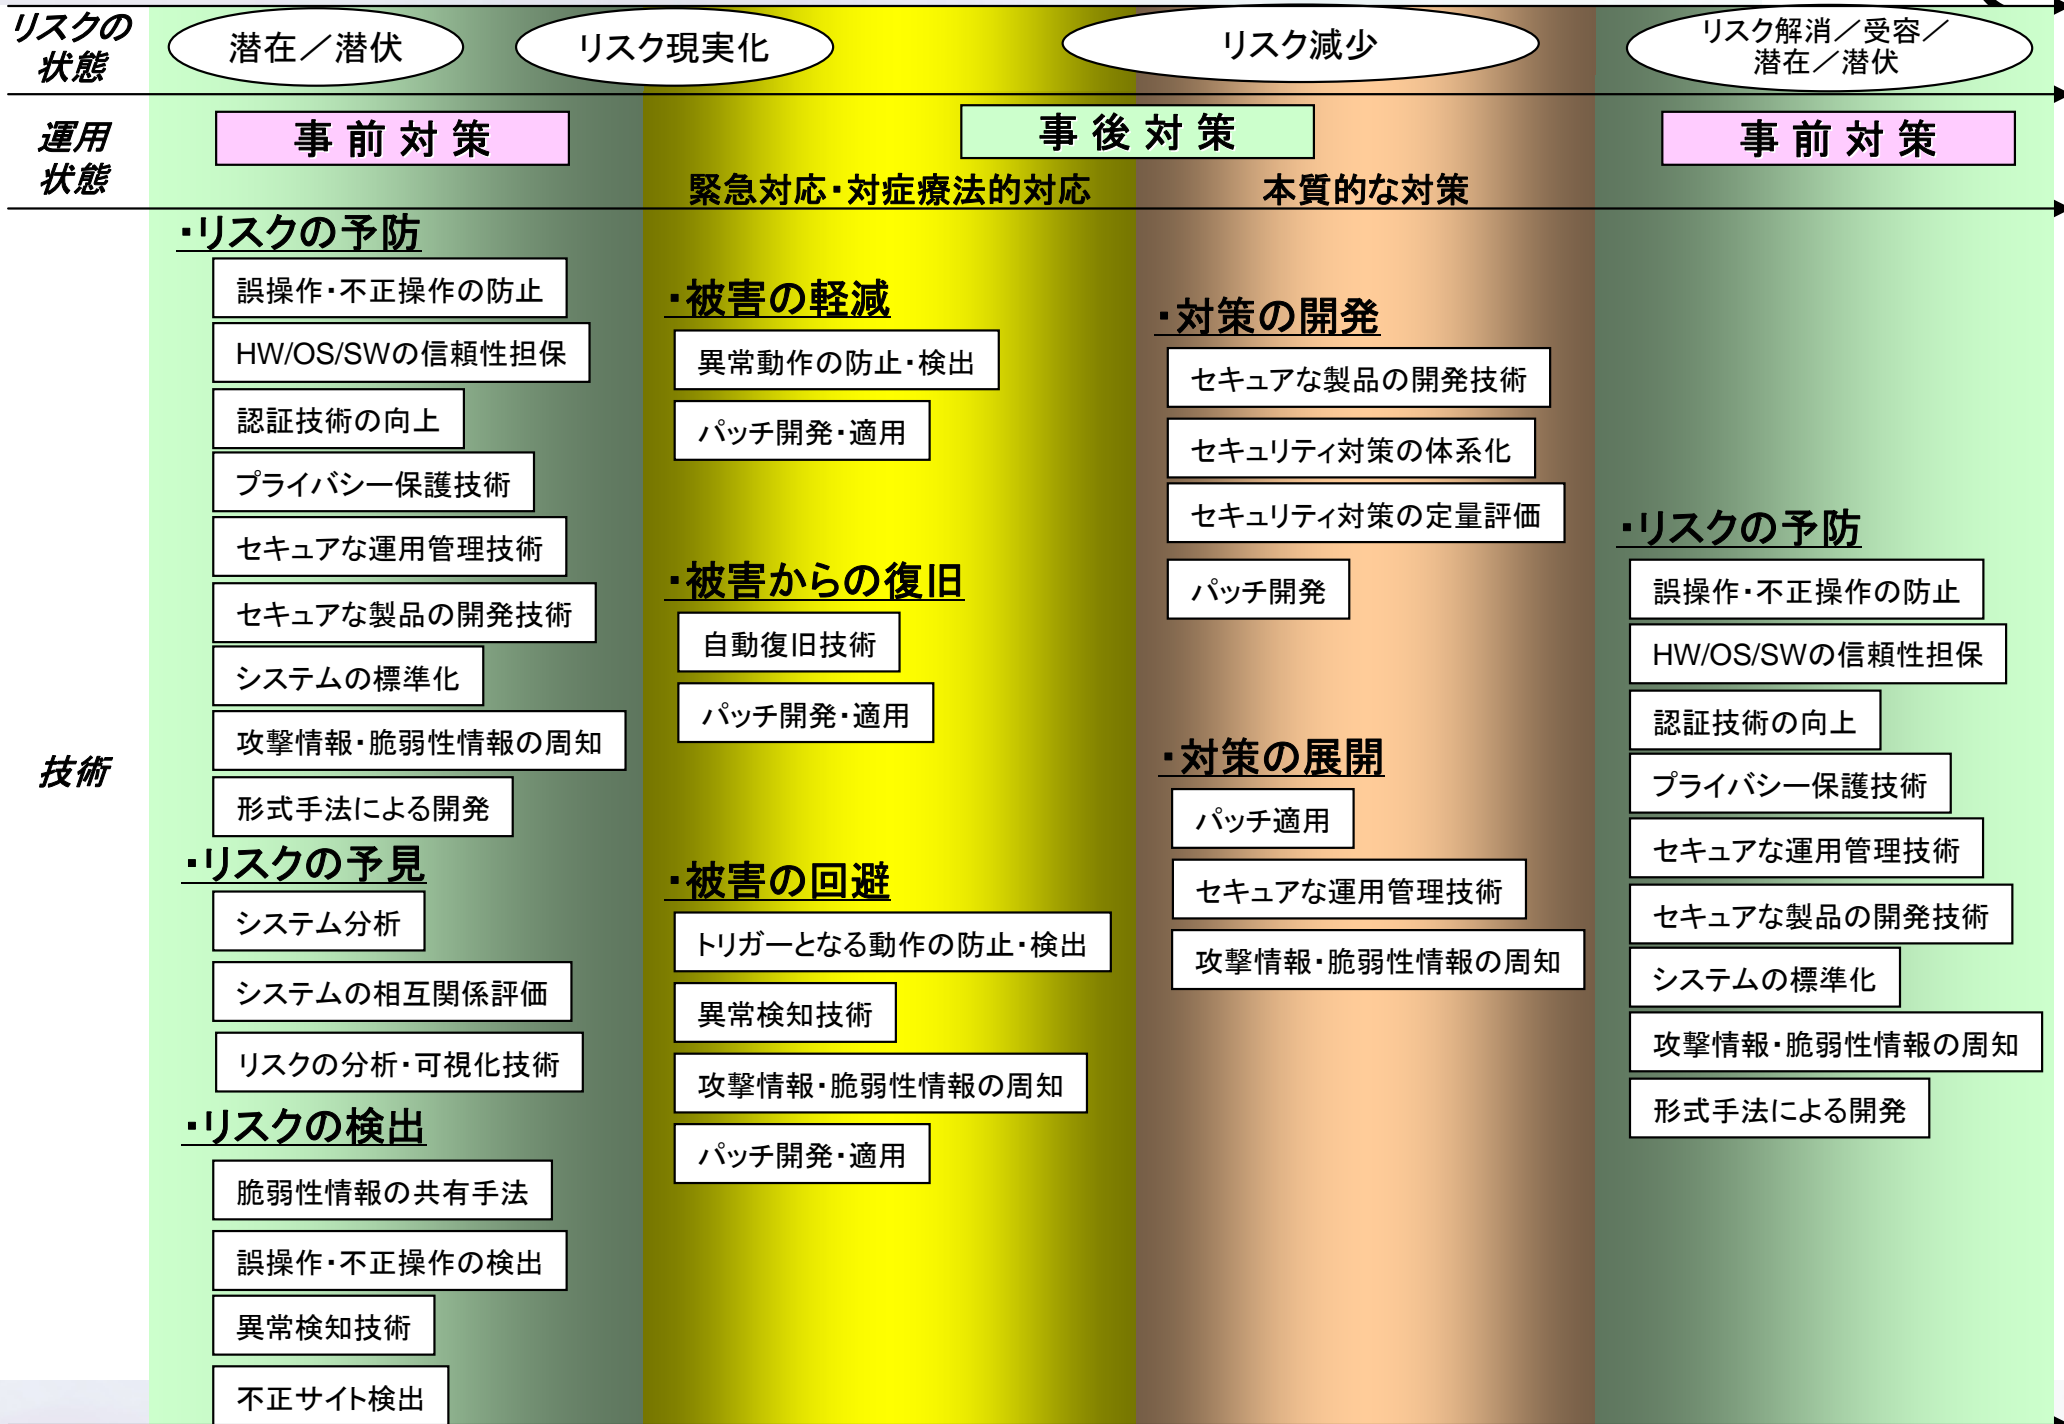 リスクの
状態
潜在／潜伏
リスク現実化
リスク減少
リスク解消／受容／
潜在／潜伏
運用
状態
事前対策
事後対策
事前対策
緊急対応・対症療法的対応
本質的な対策
技術
・リスクの予防
誤操作・不正操作の防止
HW/OS/SWの信頼性担保
認証技術の向上
プライバシー保護技術
セキュアな運用管理技術
セキュアな製品の開発技術
システムの標準化
攻撃情報・脆弱性情報の周知
形式手法による開発
・リスクの予見
システム分析
システムの相互関係評価
リスクの分析・可視化技術
・リスクの検出
脆弱性情報の共有手法
誤操作・不正操作の検出
異常検知技術
不正サイト検出
・被害の軽減
異常動作の防止・検出
パッチ開発・適用
・被害からの復旧
自動復旧技術
パッチ開発・適用
・被害の回避
トリガーとなる動作の防止・検出
異常検知技術
攻撃情報・脆弱性情報の周知
パッチ開発・適用
・対策の開発
セキュアな製品の開発技術
セキュリティ対策の体系化
セキュリティ対策の定量評価
パッチ開発
・対策の展開
パッチ適用
セキュアな運用管理技術
攻撃情報・脆弱性情報の周知
・リスクの予防
誤操作・不正操作の防止
HW/OS/SWの信頼性担保
認証技術の向上
プライバシー保護技術
セキュアな運用管理技術
セキュアな製品の開発技術
システムの標準化
攻撃情報・脆弱性情報の周知
形式手法による開発